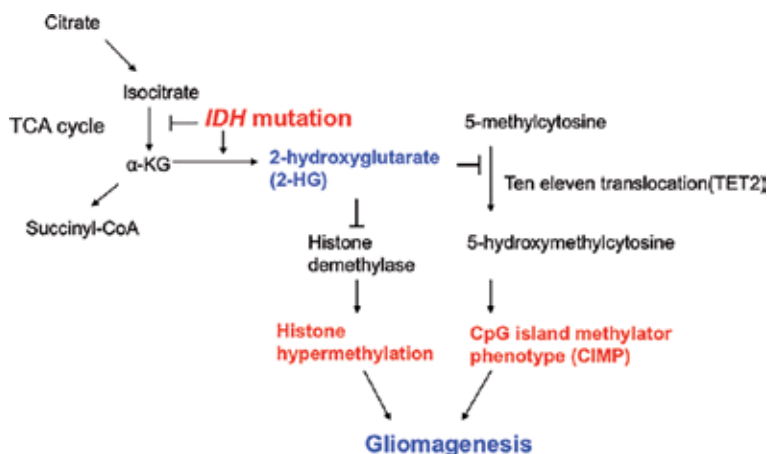 Citrate
Isocitrate
IDH mutation
TCA cycle
5-methylcytosine
α-KG
2-hydroxyglutarate
(2-HG)
Ten eleven translocation(TET2)
Succinyl-CoA
Histone
demethylase
5-hydroxymethylcytosine
Histone
hypermethylation
CpG island methylator
phenotype (CIMP)
Gliomagenesis